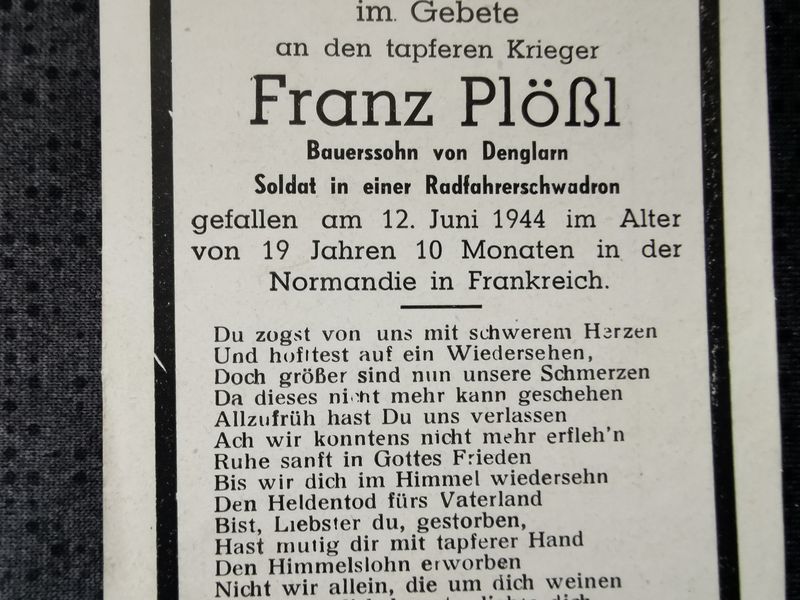 im Gebete
an den tapferen Krieger
Franz Plößl
Bauerssohn von Denglarn
Soldat in einer Radfahrerschwadron
gefallen am 12. Juni 1944 im Alter
von 19 Jahren 10 Monaten in der
Normandie in Frankreich.
Du zogst von uns mit schwerem Herzen
Und hofftest auf ein Wiedersehen,
Doch größer sind nun unsere Schmerzen
Da dieses nicht mehr kann geschehen
Allzufrüh hast Du uns verlassen
Ach wir konntens nicht mehr erfleh'n
Ruhe sanft in Gottes Frieden
Bis wir dich im Himmel wiedersehn
Den Heldentod fürs Vaterland
Bist, Liebster du, gestorben,
Hast mutig dir mit tapferer Hand
Den Himmelslohn erworben
Nicht wir allein, die um dich weinen